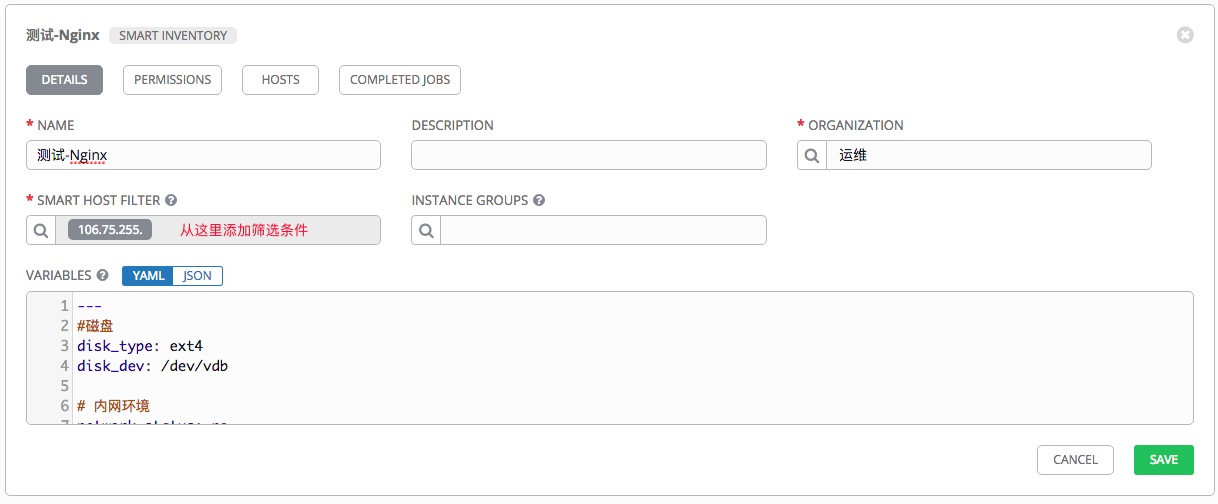 测试-Nginx SMART INVENTORY
DETAILS PERMISSIONS HOSTS COMPLETED JOBS
* NAME DESCRIPTION * ORGANIZATION
测试-Nginx 运维
* SMART HOST FILTER ? INSTANCE GROUPS ?
106.75.255. 从这里添加筛选条件
VARIABLES ? YAML JSON
1 ---
2 #磁盘
3 disk_type: ext4
4 disk_dev: /dev/vdb
5
6 # 内网环境
7 network_status: no
CANCEL SAVE